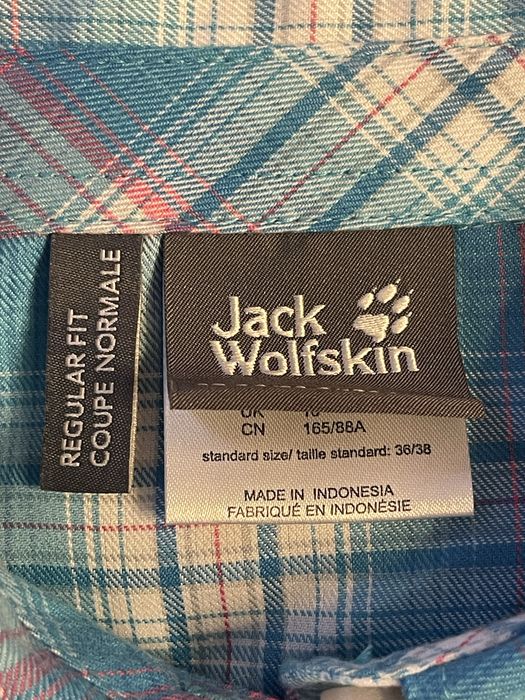 REGULAR FIT
COUPE NORMALE
Jack
Wolfskin
UK
CN 165/88A
standard size/ taille standard: 36/38
MADE IN INDONESIA
FABRIQUÉ EN INDONÉSIE